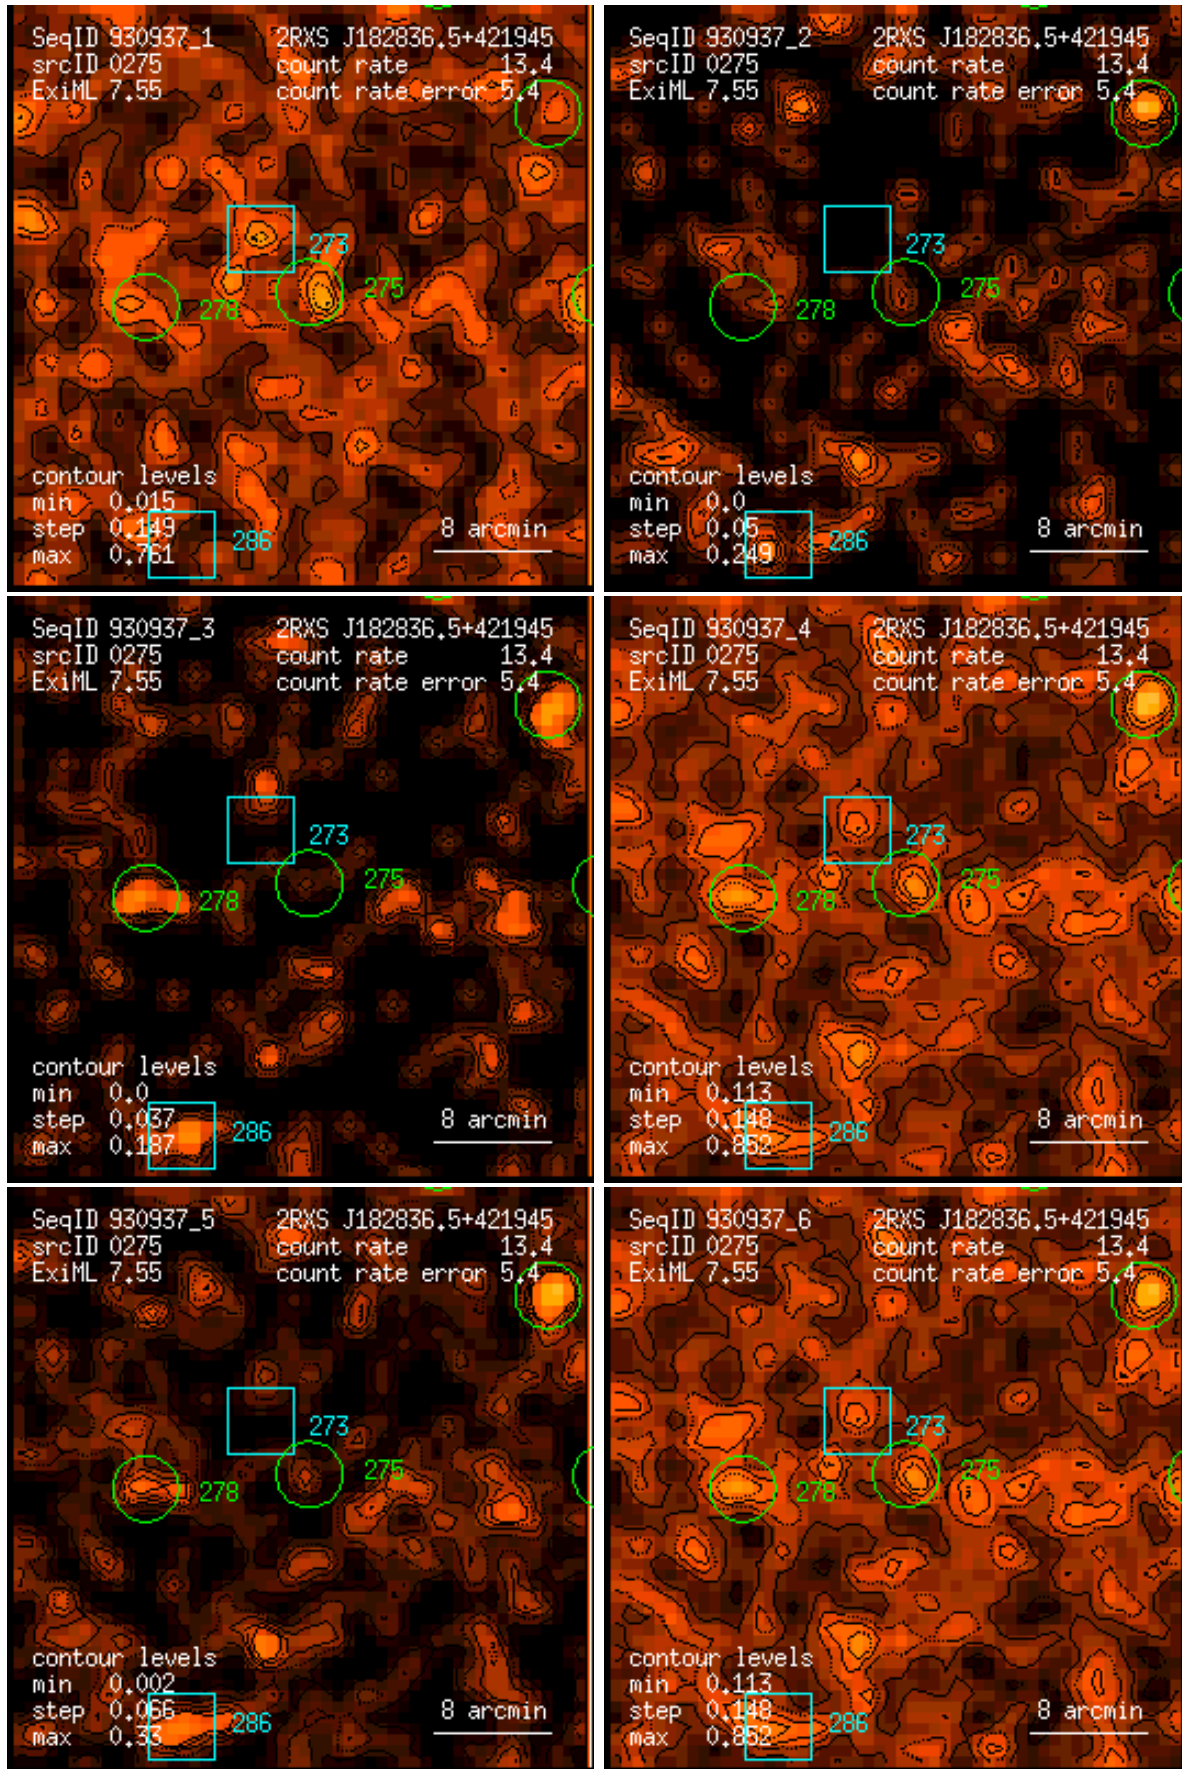 SeqID 930937_1 2RXS J182836.5+421945
srcID 0275 count rate 13.4
ExiML 7.55 count rate error 5.4
273
275
278
contour levels
min 0.015
step 0.149 8 arcmin
286
max 0.761
SeqID 930937_2 2RXS J182836.5+421945
srcID 0275 count rate 13.4
ExiML 7.55 count rate error 5.4
273
275
278
contour levels
min 0.0
step 0.05 8 arcmin
286
max 0.249
SeqID 930937_3 2RXS J182836.5+421945
srcID 0275 count rate 13.4
ExiML 7.55 count rate error 5.4
273
275
278
contour levels
min 0.0
step 0.037 8 arcmin
286
max 0.187
SeqID 930937_4 2RXS J182836.5+421945
srcID 0275 count rate 13.4
ExiML 7.55 count rate error 5.4
273
275
278
contour levels
min 0.113
step 0.148 8 arcmin
286
max 0.852
SeqID 930937_5 2RXS J182836.5+421945
srcID 0275 count rate 13.4
ExiML 7.55 count rate error 5.4
273
275
278
contour levels
min 0.002
step 0.066 8 arcmin
286
max 0.33
SeqID 930937_6 2RXS J182836.5+421945
srcID 0275 count rate 13.4
ExiML 7.55 count rate error 5.4
273
275
278
contour levels
min 0.113
step 0.148 8 arcmin
286
max 0.852